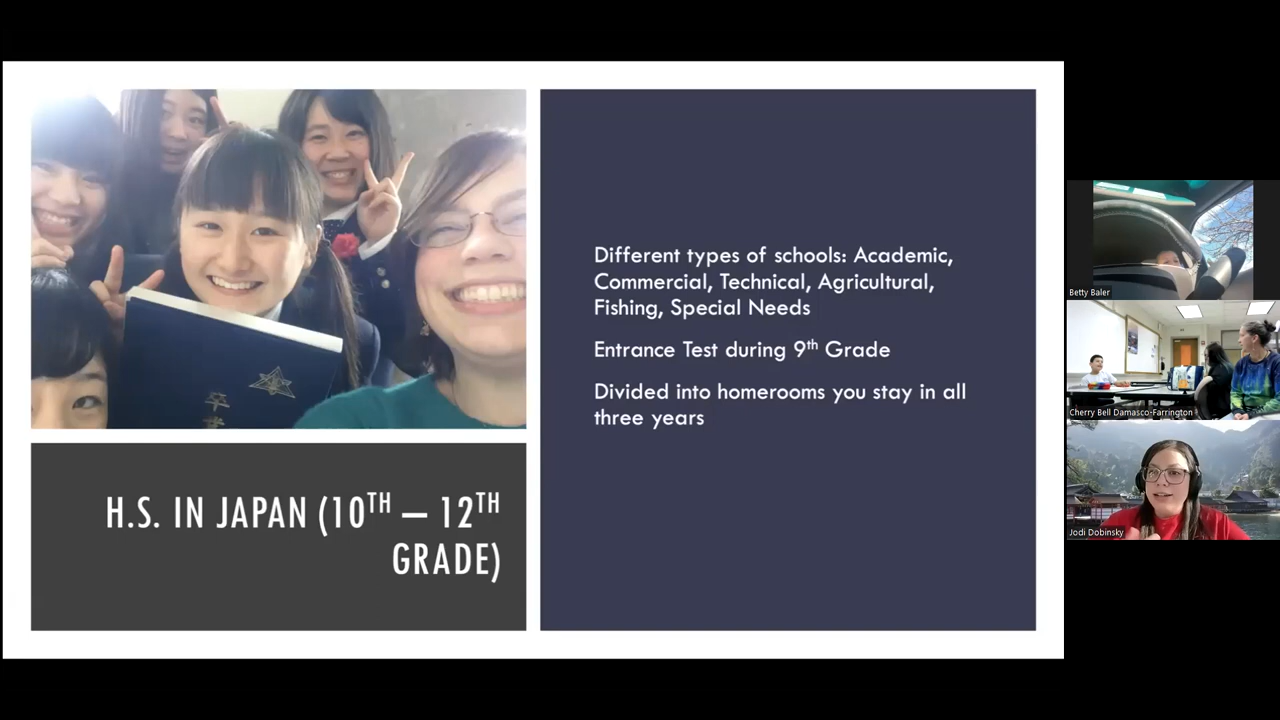 Different types of schools: Academic,
Commercial, Technical, Agricultural,
Fishing, Special Needs
Entrance Test during 9th Grade
Divided into homerooms you stay in all
three years
卒
H.S. IN JAPAN (10TH – 12TH
GRADE)
Betty Baler
Cherry Bell Damasco-Farrington
Jodi Dobinsky